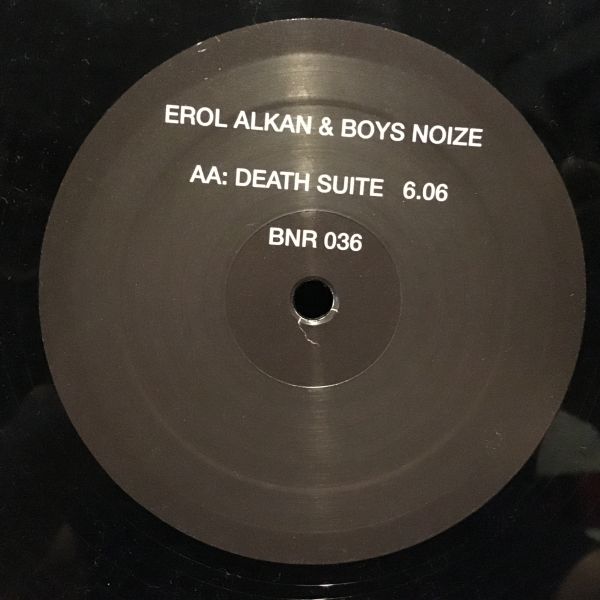 EROL ALKAN & BOYS NOIZE
AA: DEATH SUITE 6.06
BNR 036